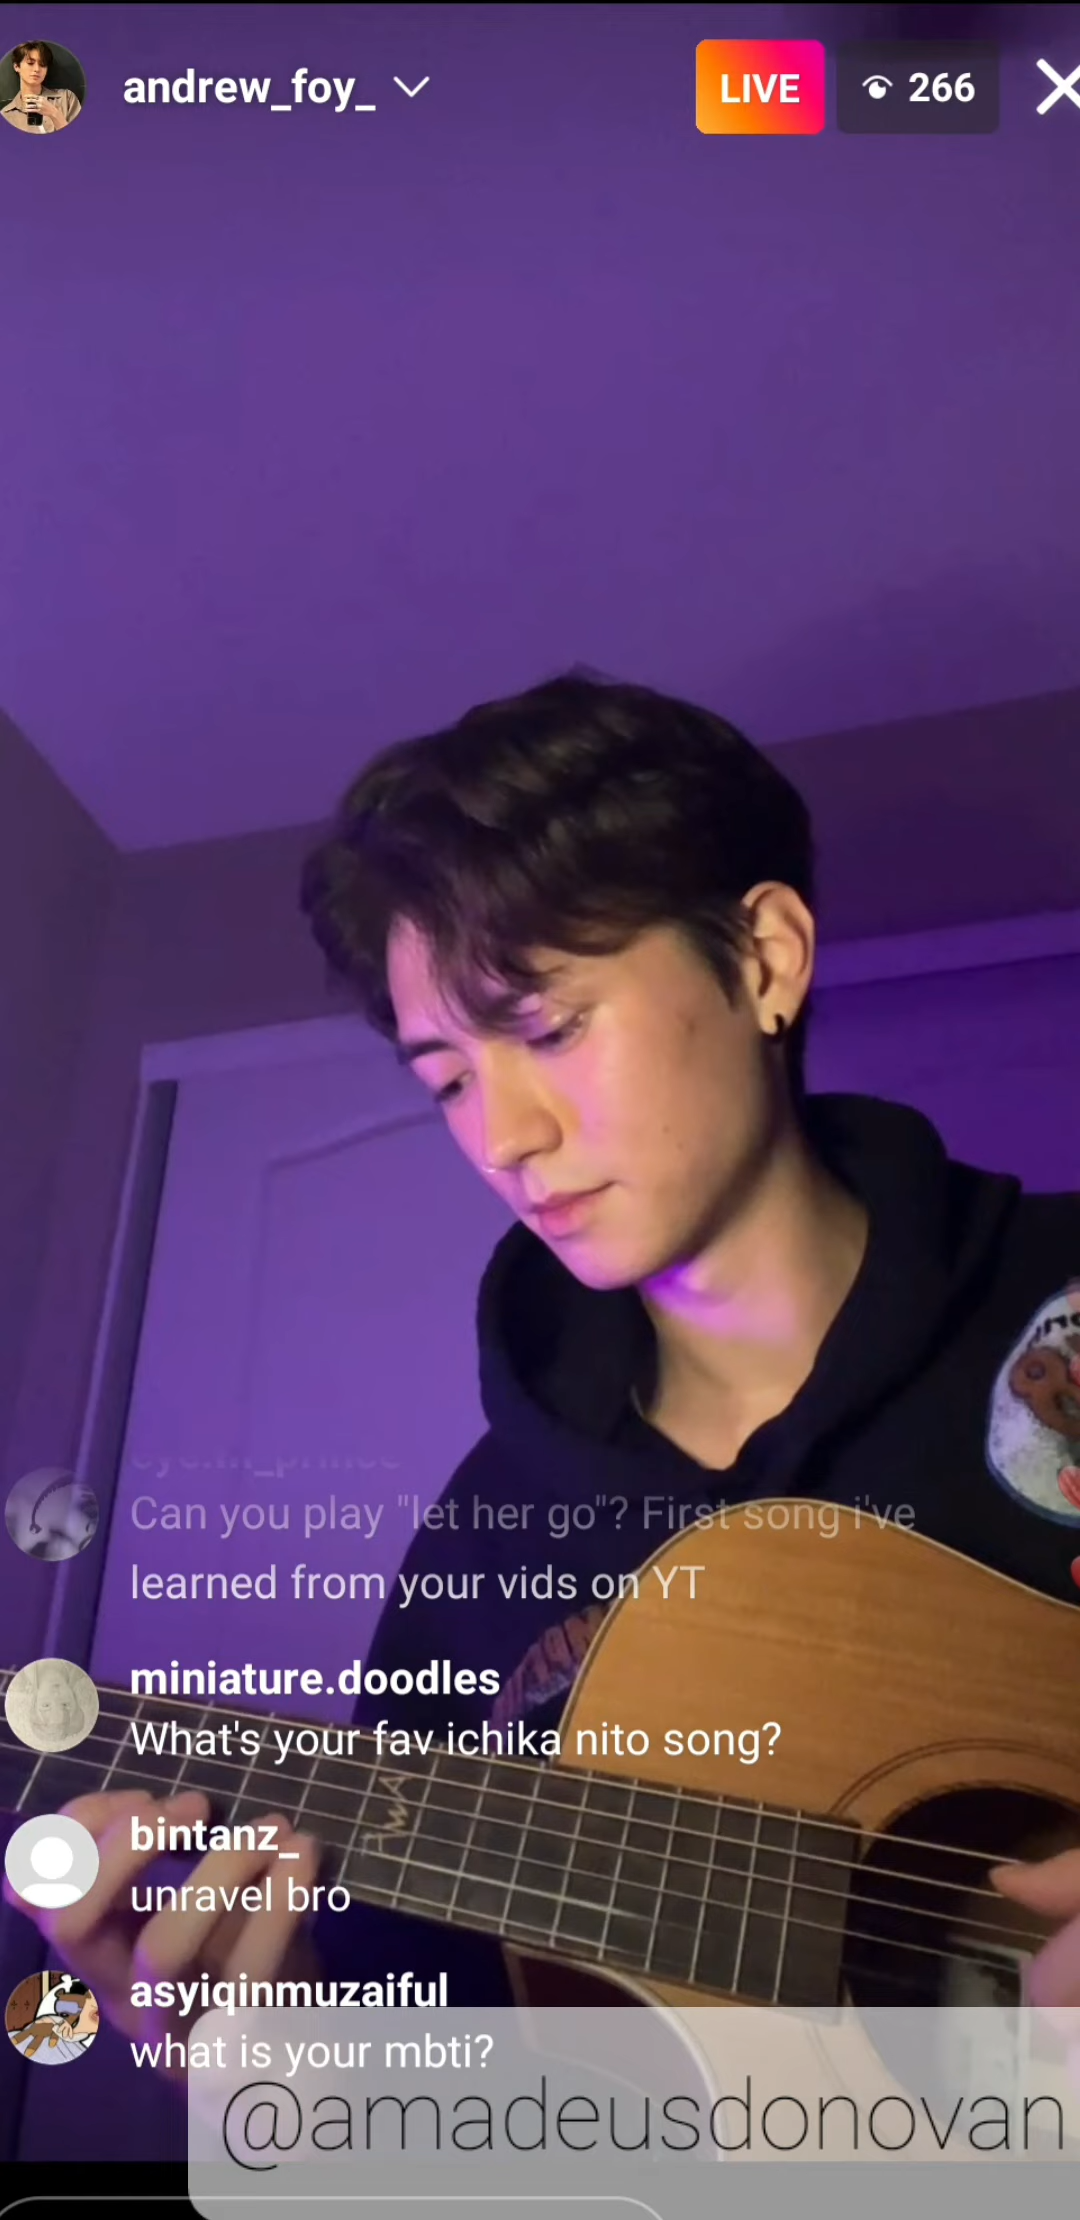 andrew_foy_
LIVE
266
Can you play "let her go"? First song i've
learned from your vids on YT
miniature.doodles
What's your fav ichika nito song?
bintanz_
unravel bro
asyiqinmuzaiful
what is your mbti?
@amadeusdonovan